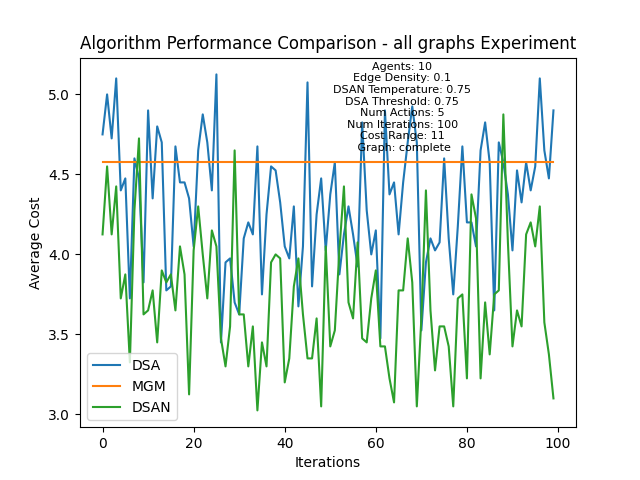 Algorithm Performance Comparison - all graphs Experiment
Agents: 10
Edge Density: 0.1
DSAN Temperature: 0.75
DSA Threshold: 0.75
Num Actions: 5
Num Iterations: 100
Cost Range: 11
Graph: complete
Average Cost
5.0
4.5
4.0
3.5
3.0
DSA
MGM
DSAN
0
20
40
60
80
100
Iterations